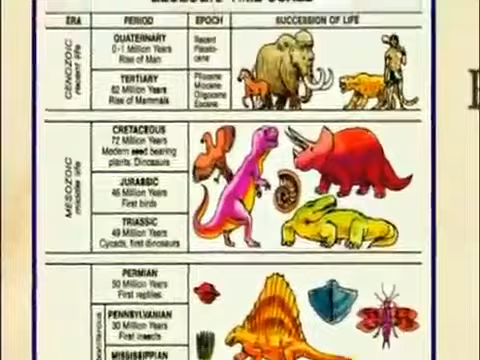 ERA PERIOD EPOCH SUCCESSION OF LIFE
CENOZOIC
recent life
QUATERNARY
0-1 Million Years
Rise of Man
Recent
Pleisto-
cene
TERTIARY
62 Million Years
Rise of Mammals
Pliocene
Miocene
Oligocene
Eocene
MESOZOIC
middle life
CRETACEOUS
72 Million Years
Modern seed bearing
plants. Dinosaurs
JURASSIC
46 Million Years
First birds
TRIASSIC
49 Million Years
Cycads, first dinosaurs
PERMIAN
50 Million Years
First reptiles
PENNSYLVANIAN
30 Million Years
First insects
MISSISSIPPIAN